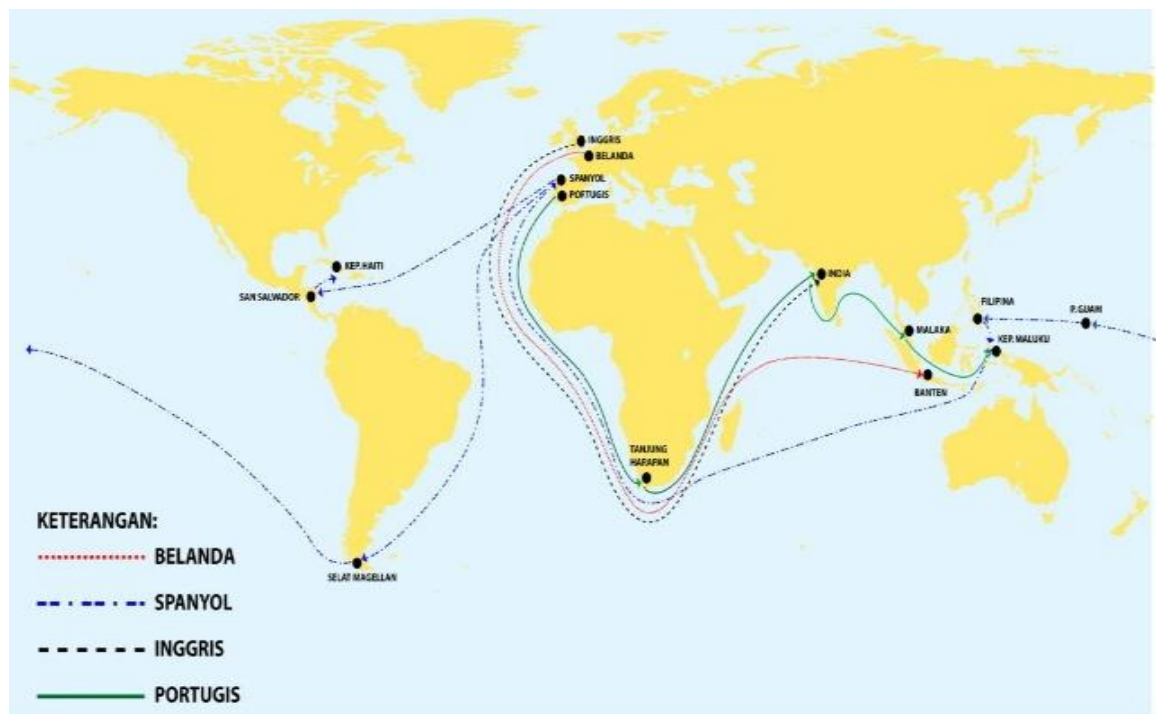 INGGRIS
BELANDA
SPANYOL
PORTUGIS
KEP.HAITI
SAN SALVADOR
INDIA
FILIPINA
P.GUAM
MALAKA
KEP. MALUKU
BANTEN
TANJUNG
HARAPAN
SELAT MAGELLAN
KETERANGAN:
BELANDA
SPANYOL
INGGRIS
PORTUGIS